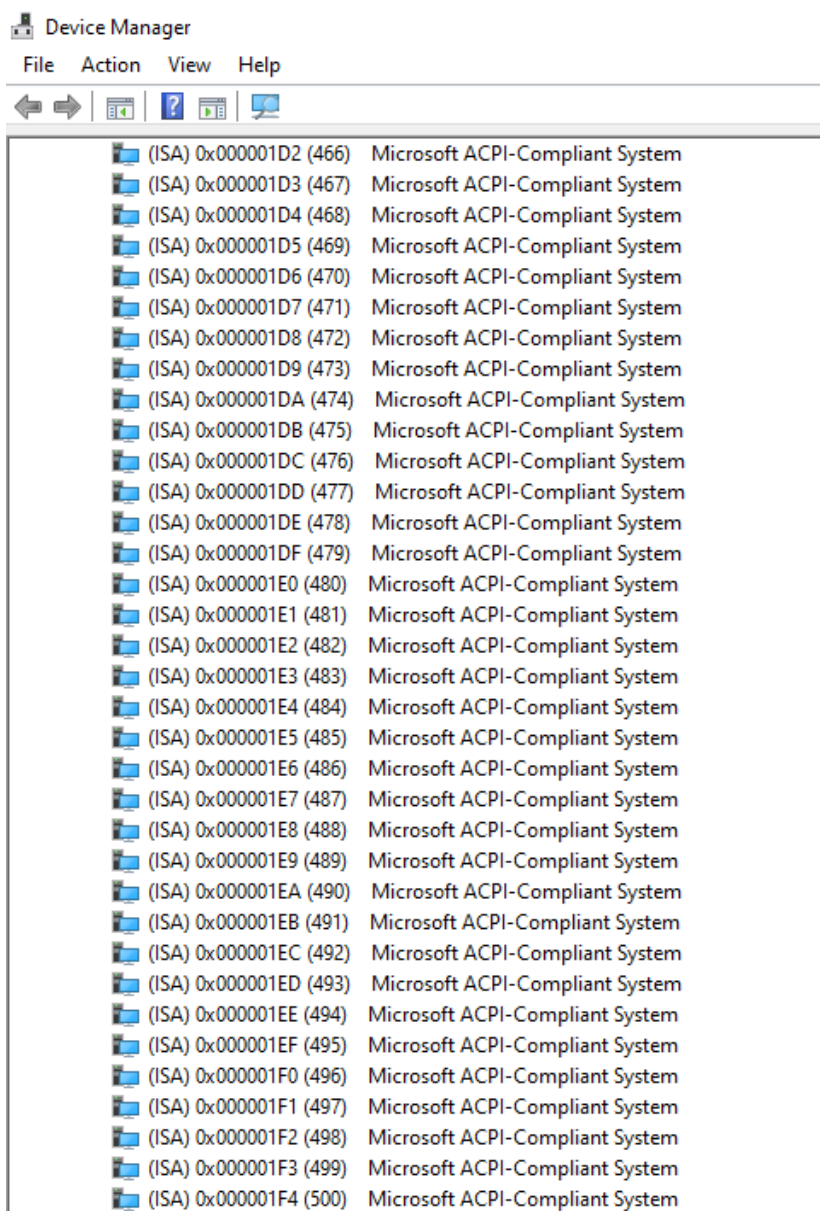 Device Manager
File Action View Help
(ISA) 0x000001D2 (466) Microsoft ACPI-Compliant System
(ISA) 0x000001D3 (467) Microsoft ACPI-Compliant System
(ISA) 0x000001D4 (468) Microsoft ACPI-Compliant System
(ISA) 0x000001D5 (469) Microsoft ACPI-Compliant System
(ISA) 0x000001D6 (470) Microsoft ACPI-Compliant System
(ISA) 0x000001D7 (471) Microsoft ACPI-Compliant System
(ISA) 0x000001D8 (472) Microsoft ACPI-Compliant System
(ISA) 0x000001D9 (473) Microsoft ACPI-Compliant System
(ISA) 0x000001DA (474) Microsoft ACPI-Compliant System
(ISA) 0x000001DB (475) Microsoft ACPI-Compliant System
(ISA) 0x000001DC (476) Microsoft ACPI-Compliant System
(ISA) 0x000001DD (477) Microsoft ACPI-Compliant System
(ISA) 0x000001DE (478) Microsoft ACPI-Compliant System
(ISA) 0x000001DF (479) Microsoft ACPI-Compliant System
(ISA) 0x000001E0 (480) Microsoft ACPI-Compliant System
(ISA) 0x000001E1 (481) Microsoft ACPI-Compliant System
(ISA) 0x000001E2 (482) Microsoft ACPI-Compliant System
(ISA) 0x000001E3 (483) Microsoft ACPI-Compliant System
(ISA) 0x000001E4 (484) Microsoft ACPI-Compliant System
(ISA) 0x000001E5 (485) Microsoft ACPI-Compliant System
(ISA) 0x000001E6 (486) Microsoft ACPI-Compliant System
(ISA) 0x000001E7 (487) Microsoft ACPI-Compliant System
(ISA) 0x000001E8 (488) Microsoft ACPI-Compliant System
(ISA) 0x000001E9 (489) Microsoft ACPI-Compliant System
(ISA) 0x000001EA (490) Microsoft ACPI-Compliant System
(ISA) 0x000001EB (491) Microsoft ACPI-Compliant System
(ISA) 0x000001EC (492) Microsoft ACPI-Compliant System
(ISA) 0x000001ED (493) Microsoft ACPI-Compliant System
(ISA) 0x000001EE (494) Microsoft ACPI-Compliant System
(ISA) 0x000001EF (495) Microsoft ACPI-Compliant System
(ISA) 0x000001F0 (496) Microsoft ACPI-Compliant System
(ISA) 0x000001F1 (497) Microsoft ACPI-Compliant System
(ISA) 0x000001F2 (498) Microsoft ACPI-Compliant System
(ISA) 0x000001F3 (499) Microsoft ACPI-Compliant System
(ISA) 0x000001F4 (500) Microsoft ACPI-Compliant System